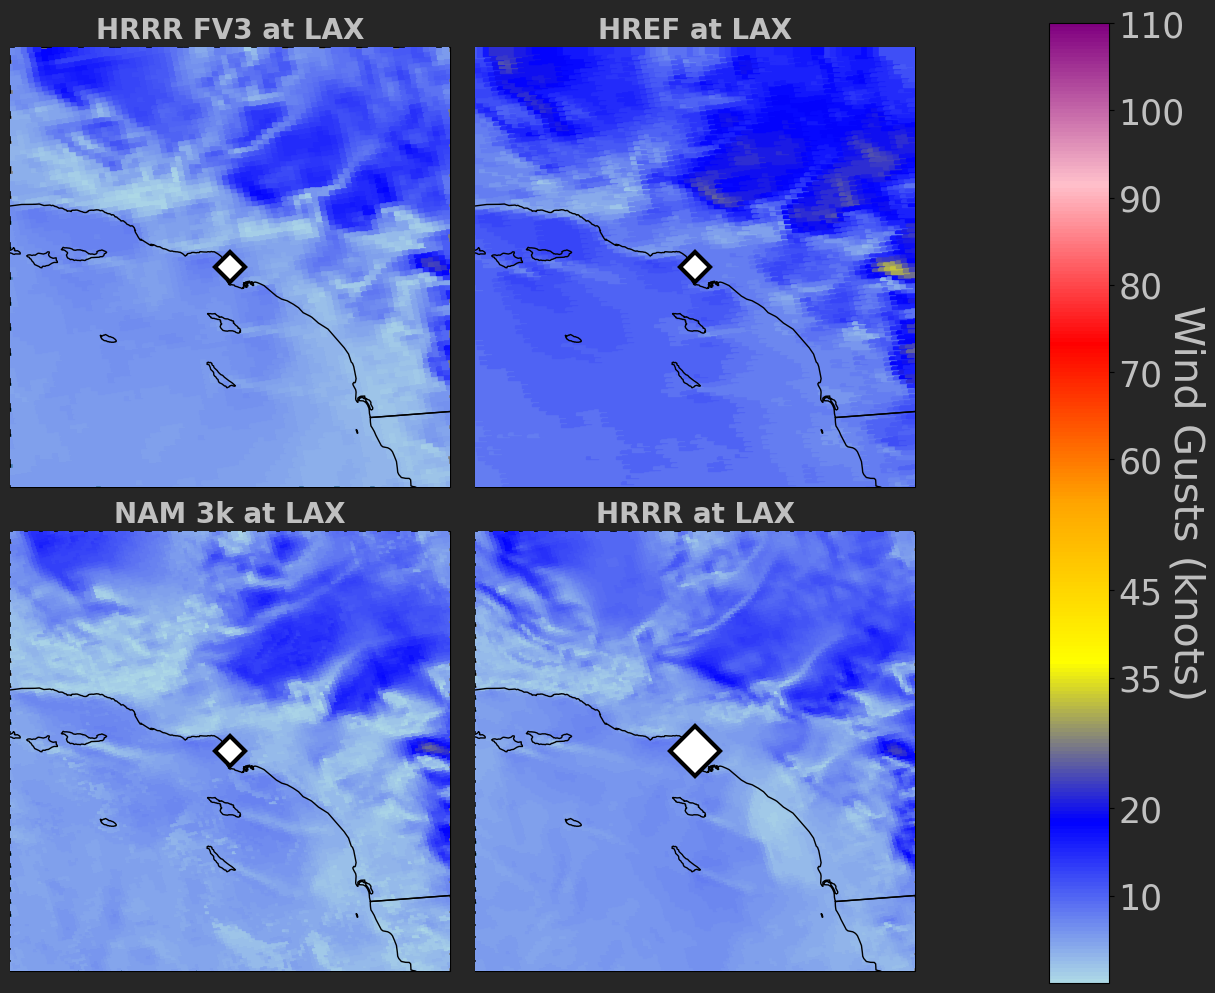 HRRR FV3 at LAX
HREF at LAX
NAM 3k at LAX
HRRR at LAX
110
100
90
80
70
60
45
35
20
10
Wind Gusts (knots)